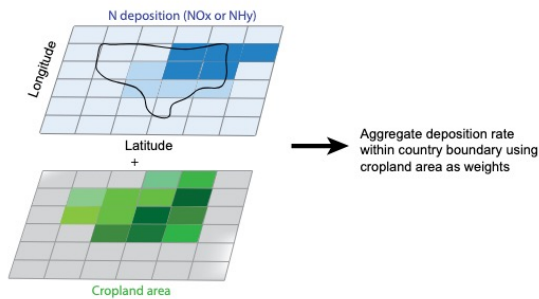 N deposition (NOx or NHy)
Longitude
Latitude
+
Cropland area
Aggregate deposition rate
within country boundary using
cropland area as weights